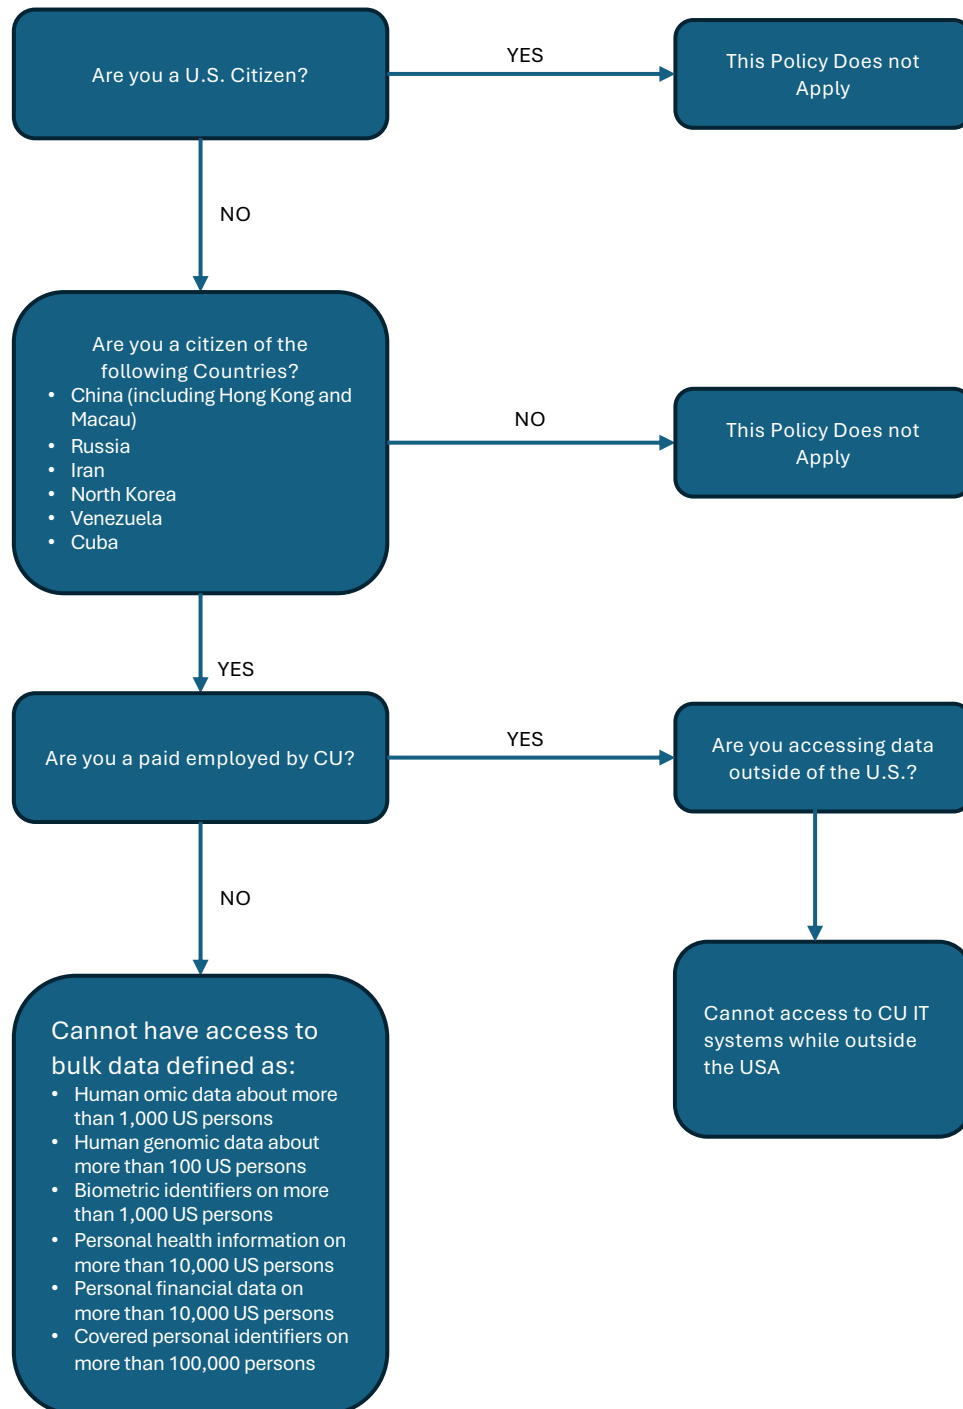 Are you a U.S. Citizen?
YES
This Policy Does not
Apply
NO
Are you a citizen of the
following Countries?
• China (including Hong Kong and
Macau)
• Russia
• Iran
• North Korea
• Venezuela
• Cuba
NO
This Policy Does not
Apply
YES
Are you a paid employed by CU?
YES
Are you accessing data
outside of the U.S.?
NO
Cannot access to CU IT
systems while outside
the USA
Cannot have access to
bulk data defined as:
• Human omic data about more
than 1,000 US persons
• Human genomic data about
more than 100 US persons
• Biometric identifiers on more
than 1,000 US persons
• Personal health information on
more than 10,000 US persons
• Personal financial data on
more than 10,000 US persons
• Covered personal identifiers on
more than 100,000 persons